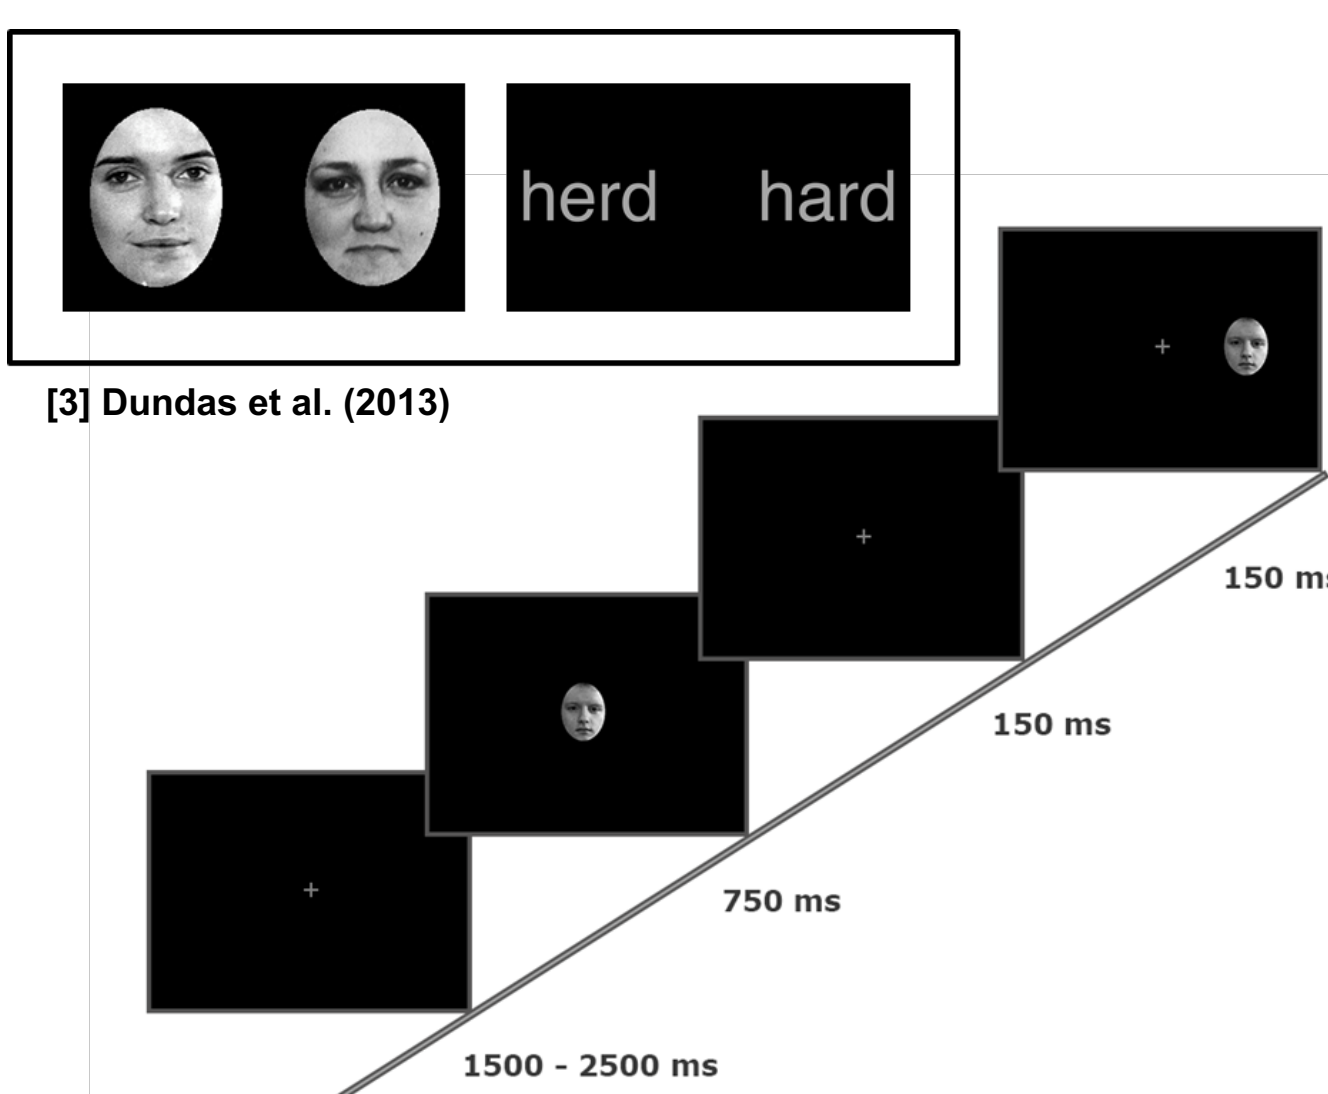 herd hard
[3] Dundas et al. (2013)
150 ms
150 ms
750 ms
1500 - 2500 ms